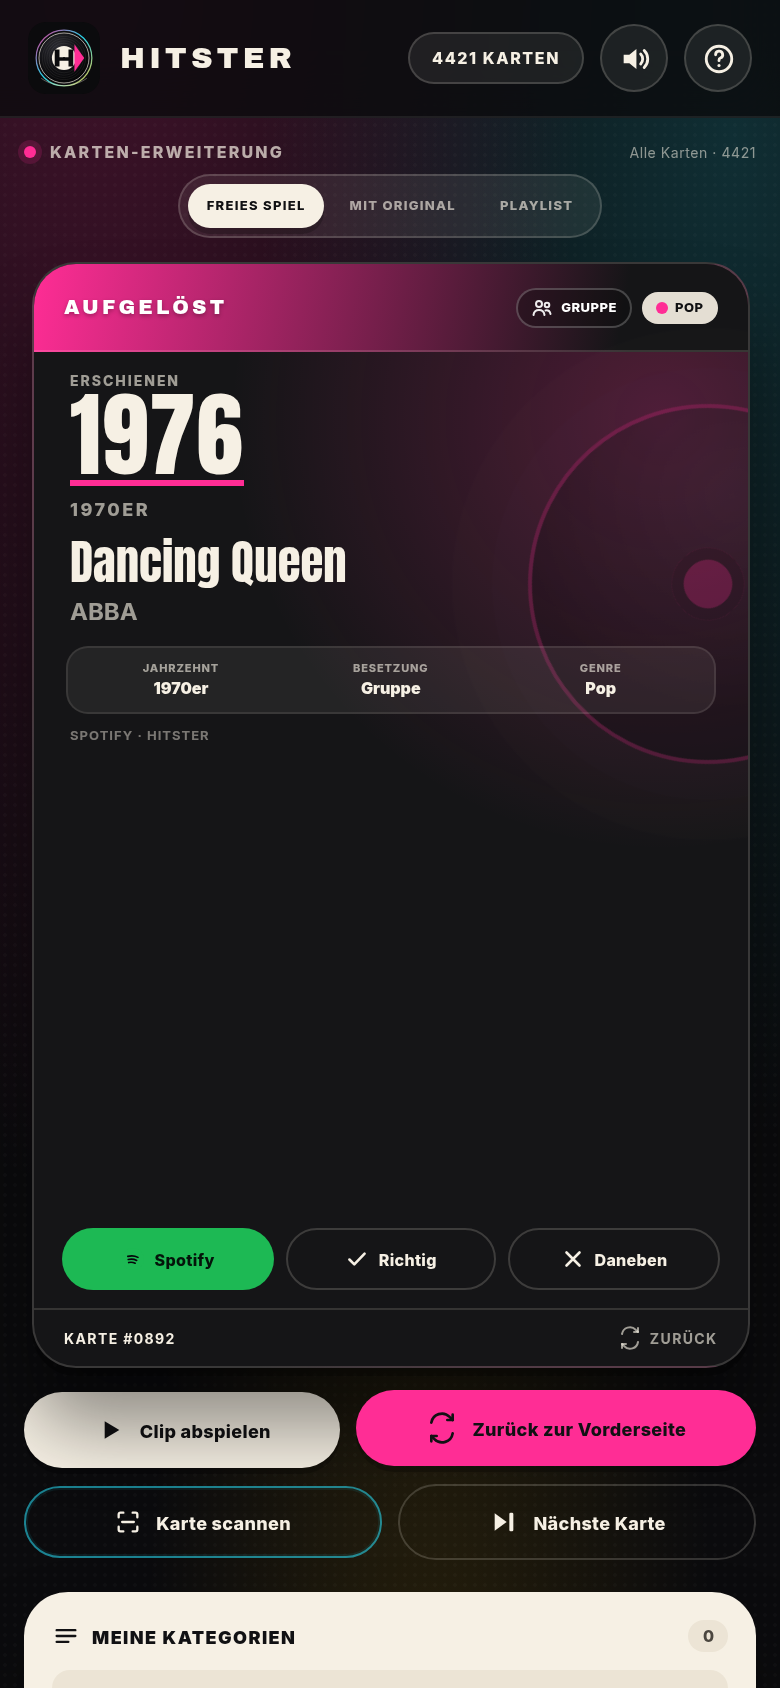 H
HITSTER
4421 KARTEN
KARTEN-ERWEITERUNG
Alle Karten · 4421
FREIES SPIEL
MIT ORIGINAL
PLAYLIST
AUFGELÖST
GRUPPE
POP
ERSCHIENEN
1976
1970ER
Dancing Queen
ABBA
JAHRZEHNT
BESETZUNG
GENRE
1970er
Gruppe
Pop
SPOTIFY · HITSTER
Spotify
Richtig
Daneben
KARTE #0892
ZURÜCK
Clip abspielen
Zurück zur Vorderseite
Karte scannen
Nächste Karte
MEINE KATEGORIEN
0